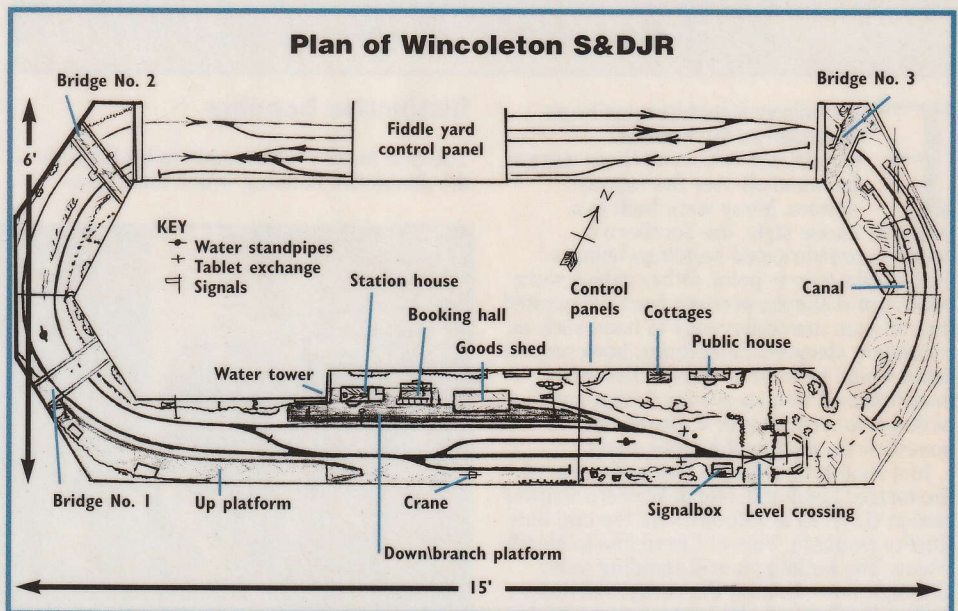 Plan of Wincoleton S&DJR
Bridge No. 2
Bridge No. 3
6'
Fiddle yard
control panel
N
KEY
Water standpipes
Tablet exchange
Signals
Station house
Booking hall
Goods shed
Control
panels
Cottages
Public house
Canal
Water tower
Bridge No. 1
Up platform
Crane
Down\branch platform
Signalbox
Level crossing
15'